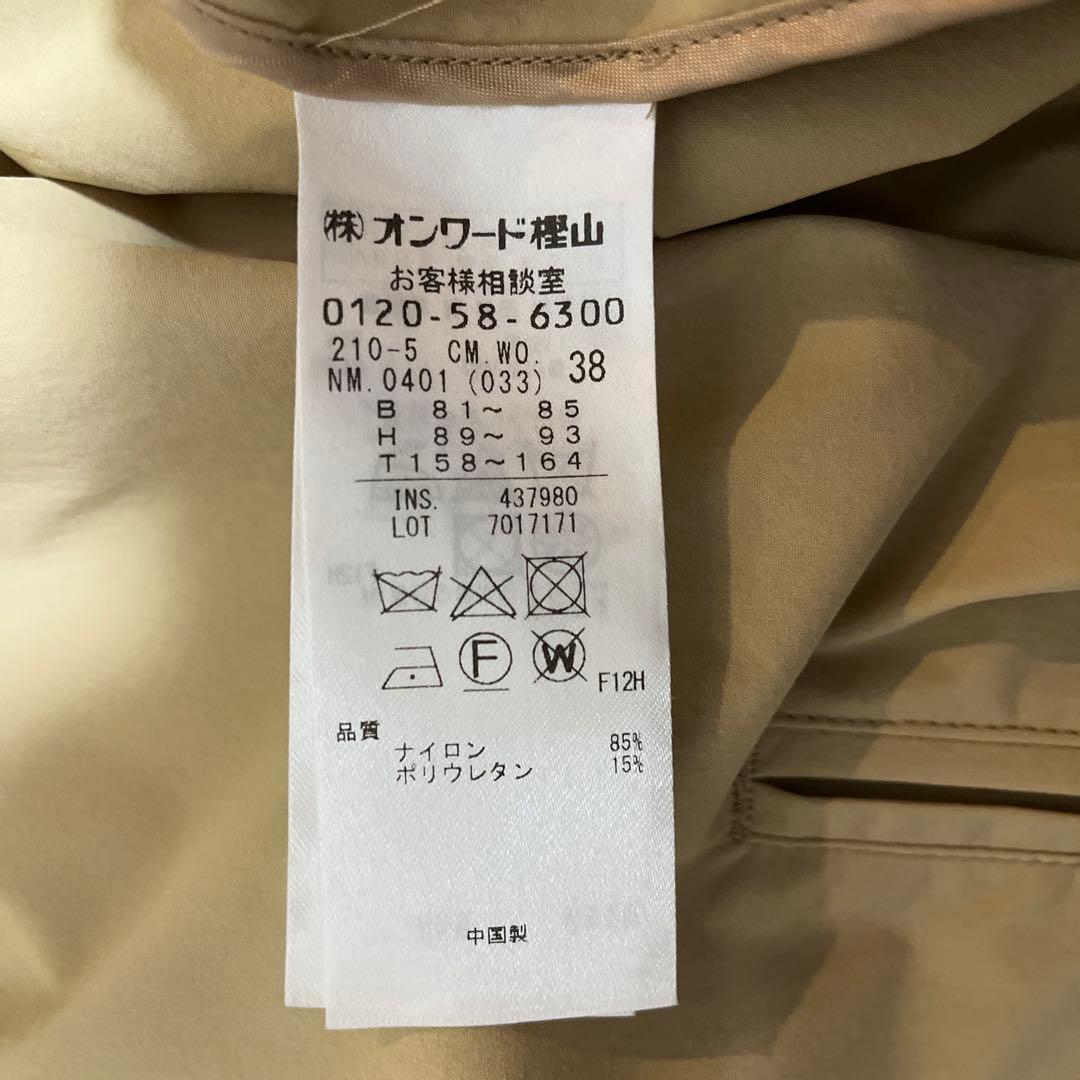 ㈱オンワード樫山
お客様相談室
0120-58-6300
210-5 CM.WO. 38
NM.0401 (033)
B 81~ 85
H 89~ 93
T158~164
INS. 437980
LOT 7017171
F
W
F12H
品質
ナイロン 85%
ポリウレタン 15%
中国製